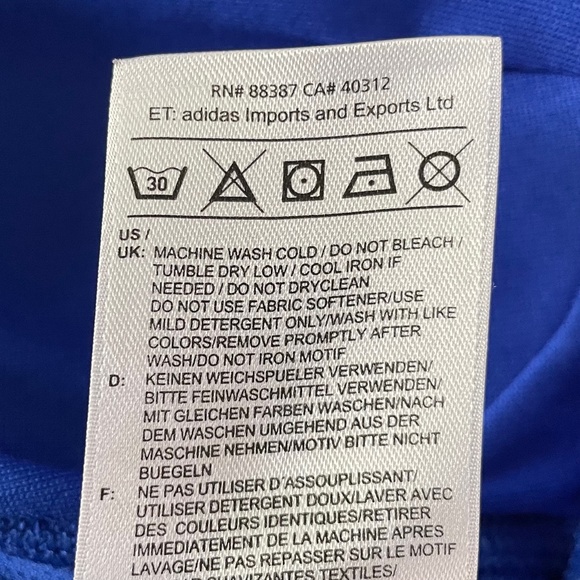 RN# 88387 CA# 40312
ET: adidas Imports and Exports Ltd
30
US /
UK: MACHINE WASH COLD / DO NOT BLEACH /
TUMBLE DRY LOW / COOL IRON IF
NEEDED / DO NOT DRYCLEAN
DO NOT USE FABRIC SOFTENER/USE
MILD DETERGENT ONLY/WASH WITH LIKE
COLORS/REMOVE PROMPTLY AFTER
WASH/DO NOT IRON MOTIF
D: KEINEN WEICHSPUELER VERWENDEN/
BITTE FEINWASCHMITTEL VERWENDEN/
MIT GLEICHEN FARBEN WASCHEN/NACH
DEM WASCHEN UMGEHEND AUS DER
MASCHINE NEHMEN/MOTIV BITTE NICHT
BUEGELN
F: NE PAS UTILISER D'ASSOUPLISSANT/
UTILISER DETERGENT DOUX/LAVER AVEC
DES COULEURS IDENTIQUES/RETIRER
IMMEDIATEMENT DE LA MACHINE APRES
LAVAGE/NE PAS REPASSER SUR LE MOTIF
TEXTILES/